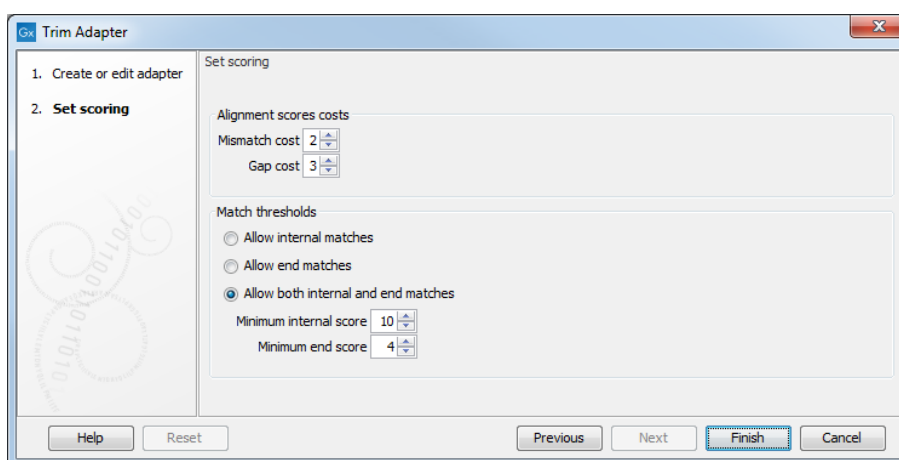 Gx Trim Adapter
1. Create or edit adapter
2. Set scoring
Set scoring
Alignment scores costs
Mismatch cost 2
Gap cost 3
Match thresholds
Allow internal matches
Allow end matches
Allow both internal and end matches
Minimum internal score 10
Minimum end score 4
Help Reset Previous Next Finish Cancel